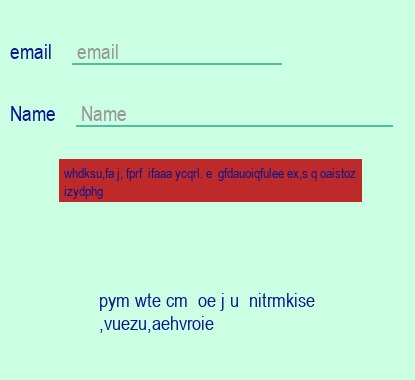 email email
Name Name
whdksu,fa j, fprf ifaaa ycqrl. e gfdauoiqfulee ex,s q oaistoz
izydphg
pym wte cm oe j u nitrmkise
,vuezu,aehvroie